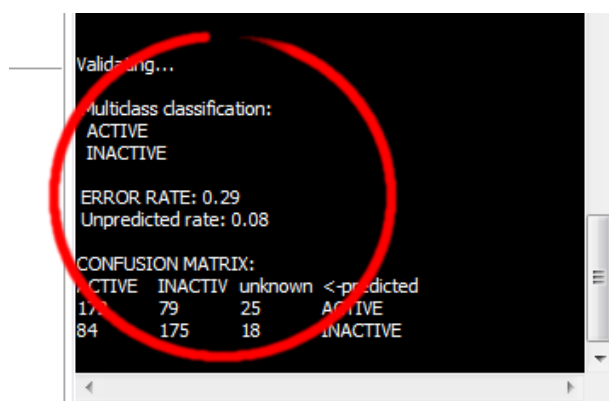 Validating...
Multiclass classification:
ACTIVE
INACTIVE
ERROR RATE: 0.29
Unpredicted rate: 0.08
CONFUSION MATRIX:
ACTIVE INACTIV unknown <-predicted
79 25 ACTIVE
84 175 18 INACTIVE